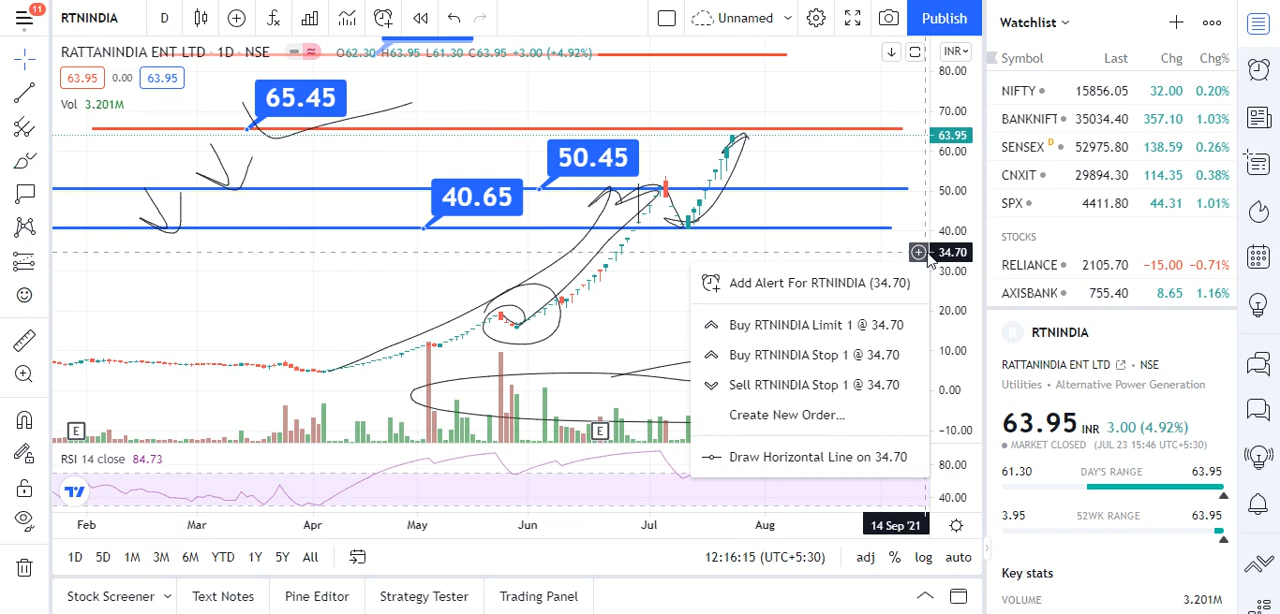 11
RTNINDIA D Unnamed Publish
RATTANINDIA ENT LTD · 1D · NSE O62.30 H63.95 L61.30 C63.95 +3.00 (+4.92%) INR
63.95 0.00 63.95
Vol 3.201M
65.45
50.45
40.65
80.00
70.00
63.95
60.00
50.00
40.00
34.70
30.00
20.00
10.00
0.00
−10.00
Add Alert For RTNINDIA (34.70)
Buy RTNINDIA Limit 1 @ 34.70
Buy RTNINDIA Stop 1 @ 34.70
Sell RTNINDIA Stop 1 @ 34.70
Create New Order...
Draw Horizontal Line on 34.70
E E
RSI 14 close 84.73
80.00
40.00
Feb Mar Apr May Jun Jul Aug 14 Sep '21
1D 5D 1M 3M 6M YTD 1Y 5Y All 12:16:15 (UTC+5:30) adj % log auto
Stock Screener Text Notes Pine Editor Strategy Tester Trading Panel
Watchlist
Symbol Last Chg Chg%
NIFTY 15856.05 32.00 0.20%
BANKNIFT 35034.40 357.10 1.03%
SENSEX D 52975.80 138.59 0.26%
CNXIT 29894.30 114.35 0.38%
SPX 4411.80 44.31 1.01%
STOCKS
RELIANCE 2105.70 −15.00 −0.71%
AXISBANK 755.40 8.65 1.16%
R RTNINDIA
RATTANINDIA ENT LTD • NSE
Utilities • Alternative Power Generation
63.95 INR 3.00 (4.92%)
MARKET CLOSED (JUL 23 15:46 UTC+5:30)
61.30 DAY'S RANGE 63.95
3.95 52WK RANGE 63.95
Key stats
VOLUME 3.201M